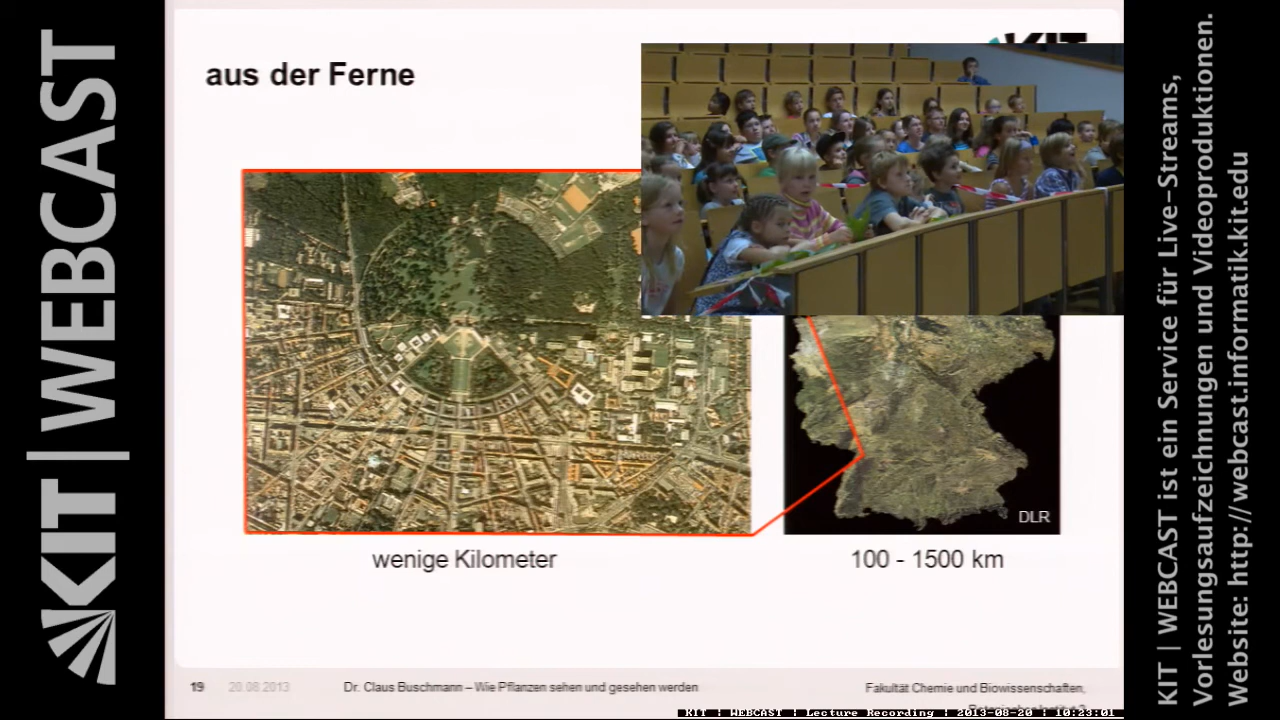 KIT | WEBCAST
aus der Ferne
KIT
DLR
wenige Kilometer
100 - 1500 km
19
20.08.2013
Dr. Claus Buschmann – Wie Pflanzen sehen und gesehen werden
Fakultät Chemie und Biowissenschaften,
KIT : WEBCAST : Lecture Recording : 2013-08-20 : 10:23:01
KIT | WEBCAST ist ein Service für Live-Streams,
Vorlesungsaufzeichnungen und Videoproduktionen.
Website: http://webcast.informatik.kit.edu